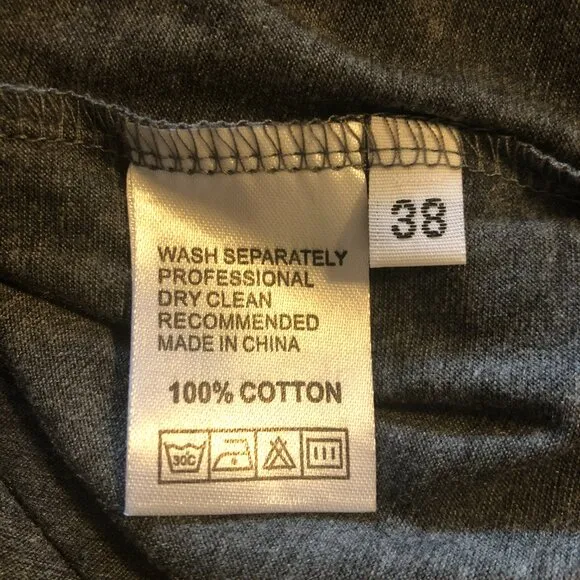 38
WASH SEPARATELY
PROFESSIONAL
DRY CLEAN
RECOMMENDED
MADE IN CHINA
100% COTTON
30C